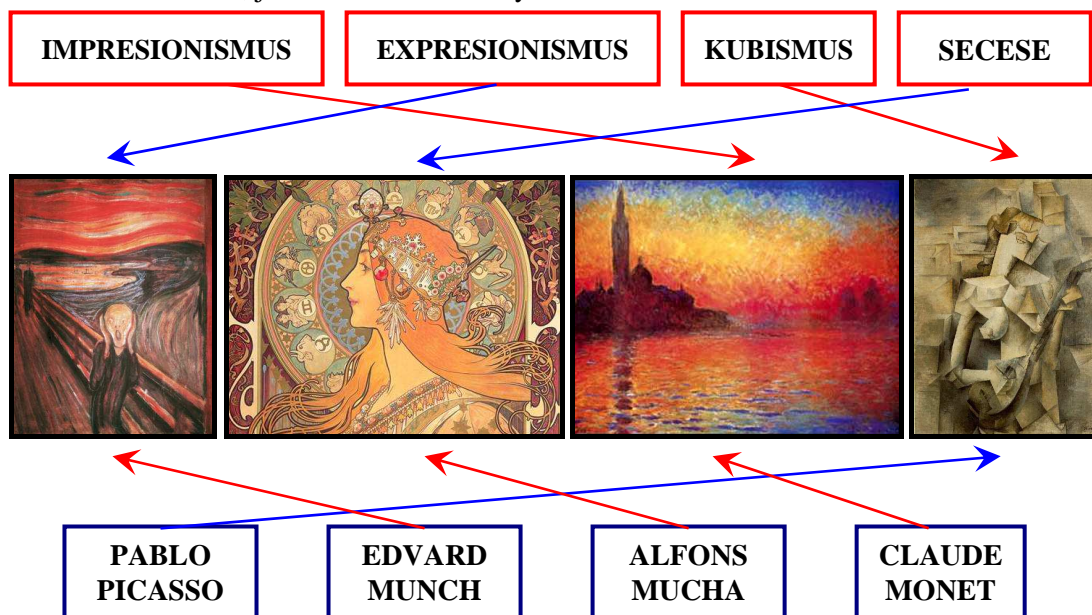 IMPRESIONISMUS
EXPRESIONISMUS
KUBISMUS
SECESE
PABLO
PICASSO
EDVARD
MUNCH
ALFONS
MUCHA
CLAUDE
MONET